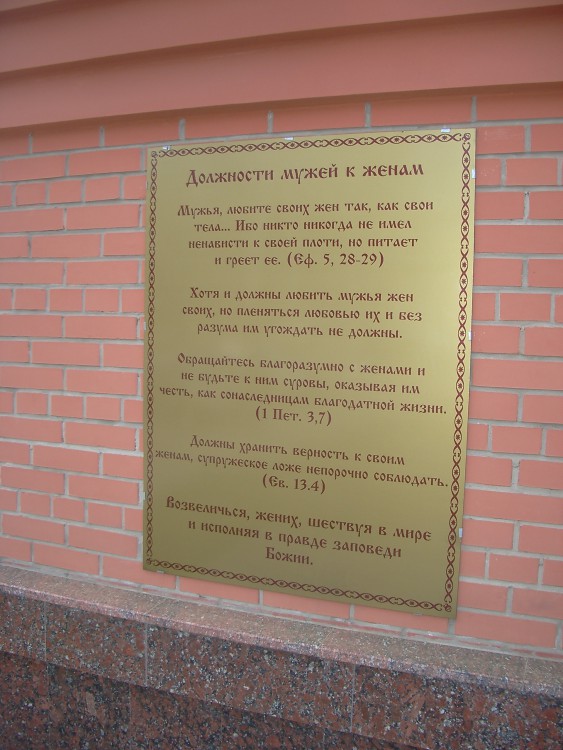 Должности мужей к женам
Мужья, любите своих жен так, как свои
тела... Ибо никто никогда не имел
ненависти к своей плоти, но питает
и греет ее. (Еф. 5, 28-29)
Хотя и должны любить мужья жен
своих, но пленяться любовью их и без
разума им угождать не должны.
Обращайтесь благоразумно с женами и
не будьте к ним суровы, оказывая им
честь, как сонаследницам благодатной жизни.
(1 Пет. 3,7)
Должны хранить верность к своим
женам, супружеское ложе непорочно соблюдать.
(Ев. 13.4)
Возвеличься, жених, шествуя в мире
и исполняя в правде заповеди
Божии.